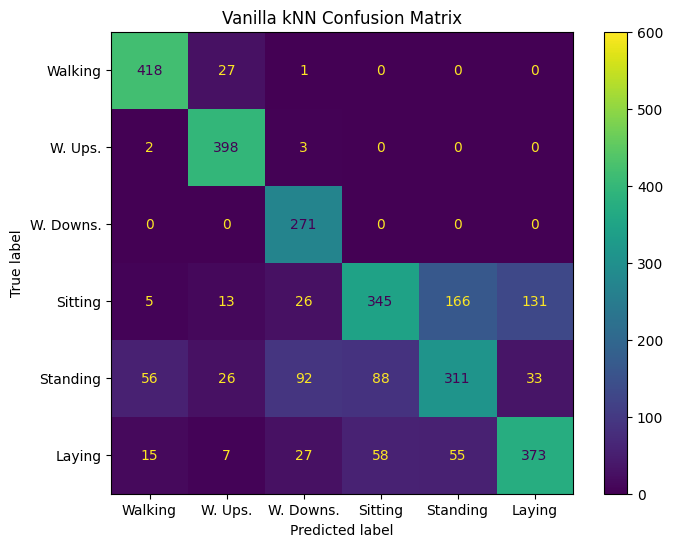 Vanilla kNN Confusion Matrix
True label
Walking 418 27 1 0 0 0
W. Ups. 2 398 3 0 0 0
W. Downs. 0 0 271 0 0 0
Sitting 5 13 26 345 166 131
Standing 56 26 92 88 311 33
Laying 15 7 27 58 55 373
Walking W. Ups. W. Downs. Sitting Standing Laying
Predicted label
600
500
400
300
200
100
0